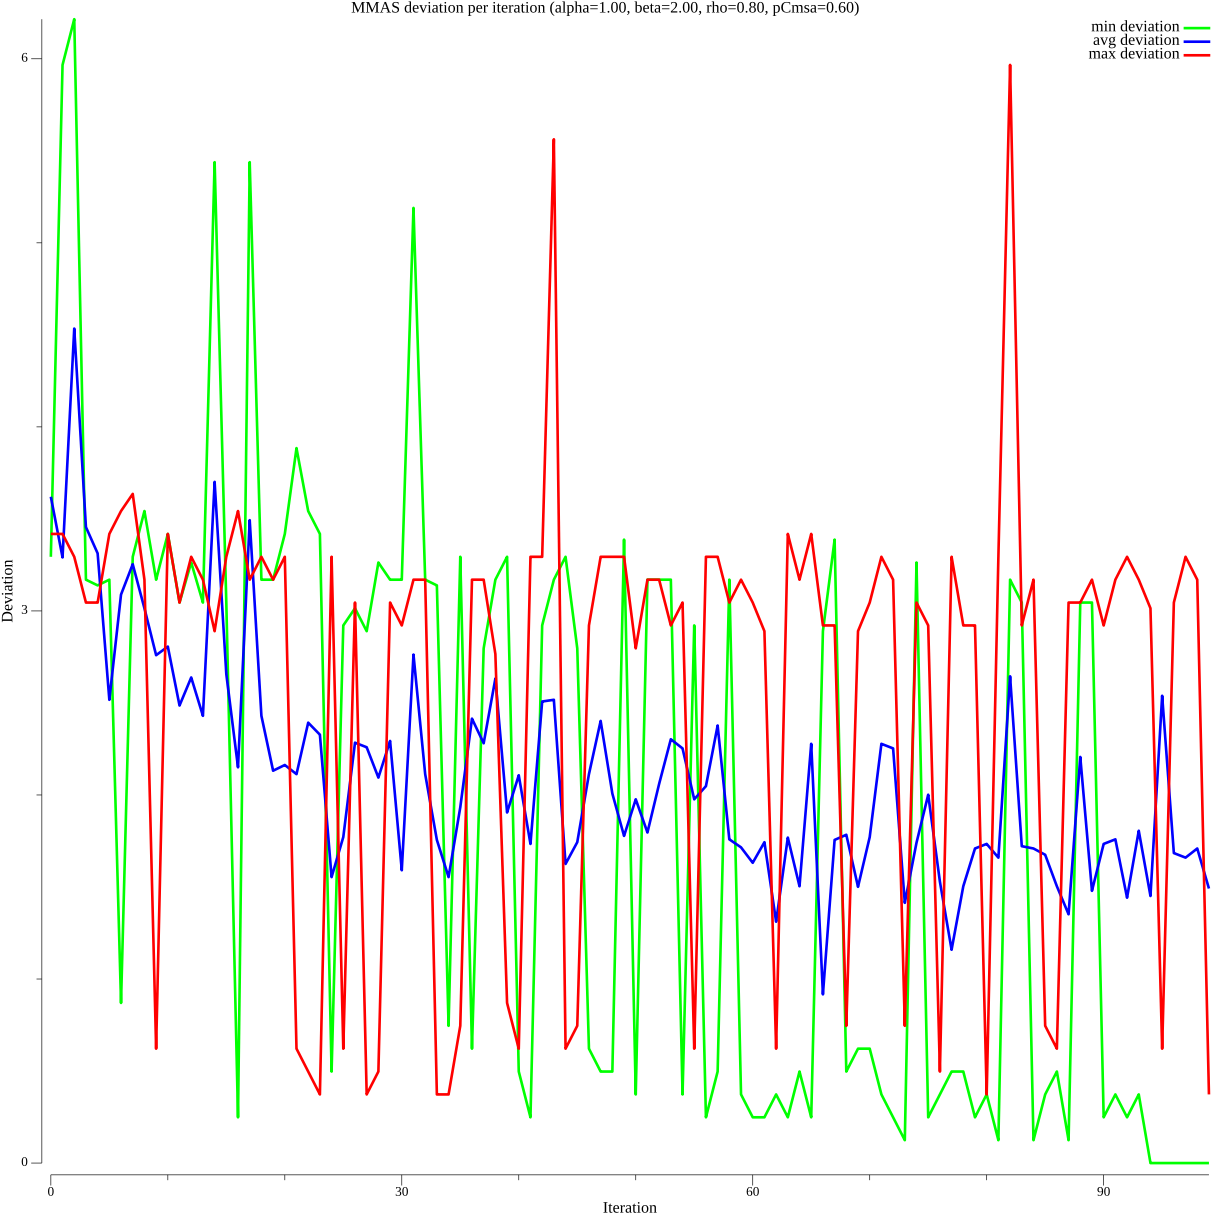 MMAS deviation per iteration (alpha=1.00, beta=2.00, rho=0.80, pCmsa=0.60)
min deviation
avg deviation
max deviation
6
3
0
Deviation
0 30 60 90
Iteration